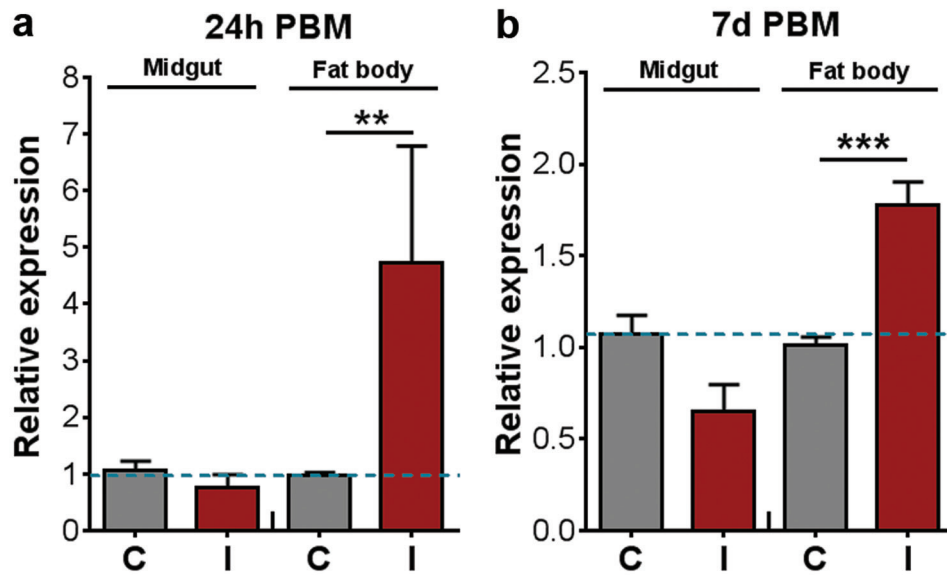 a 24h PBM
Midgut Fat body
Relative expression
8
7
6
5
4
3
2
1
0
**
C I C I
b 7d PBM
Midgut Fat body
Relative expression
2.5
2.0
1.5
1.0
0.5
0.0
***
C I C I